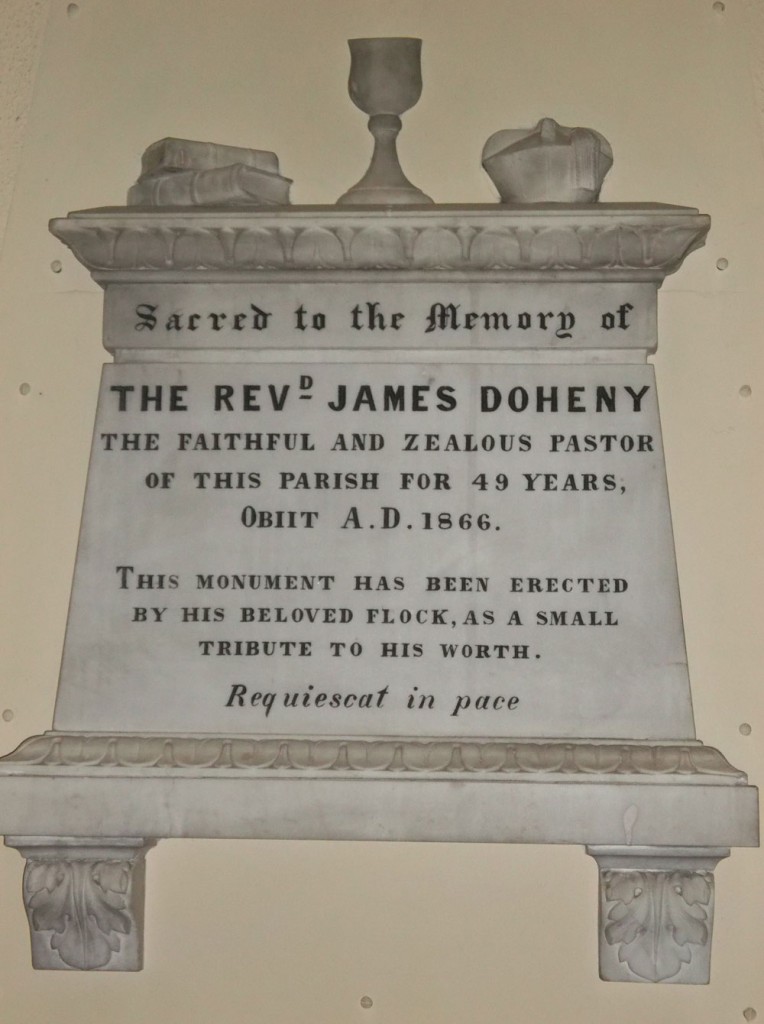 Sacred to the Memory of
THE REVD JAMES DOHENY
THE FAITHFUL AND ZEALOUS PASTOR
OF THIS PARISH FOR 49 YEARS,
OBIIT A.D. 1866.
THIS MONUMENT HAS BEEN ERECTED
BY HIS BELOVED FLOCK, AS A SMALL
TRIBUTE TO HIS WORTH.
Requiescat in pace